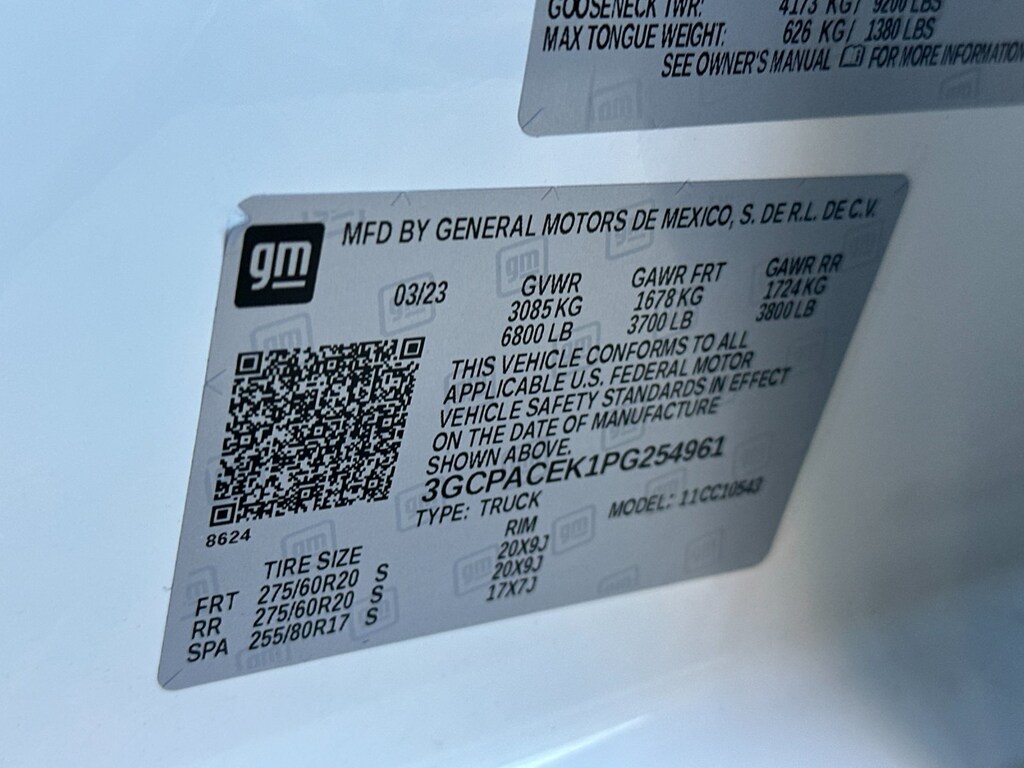 GOOSENECK TWR: 4173 KG/ 9200 LBS
MAX TONGUE WEIGHT: 626 KG/ 1380 LBS
SEE OWNER'S MANUAL FOR MORE INFORMATION
gm
MFD BY GENERAL MOTORS DE MEXICO, S. DE R.L. DE C.V.
03/23 GVWR GAWR FRT GAWR RR
3085 KG 1678 KG 1724 KG
6800 LB 3700 LB 3800 LB
THIS VEHICLE CONFORMS TO ALL
APPLICABLE U.S. FEDERAL MOTOR
VEHICLE SAFETY STANDARDS IN EFFECT
ON THE DATE OF MANUFACTURE
SHOWN ABOVE.
3GCPACEK1PG254961
TYPE: TRUCK MODEL: 11CC10543
8624
TIRE SIZE RIM
FRT 275/60R20 S 20X9J
RR 275/60R20 S 20X9J
SPA 255/80R17 S 17X7J